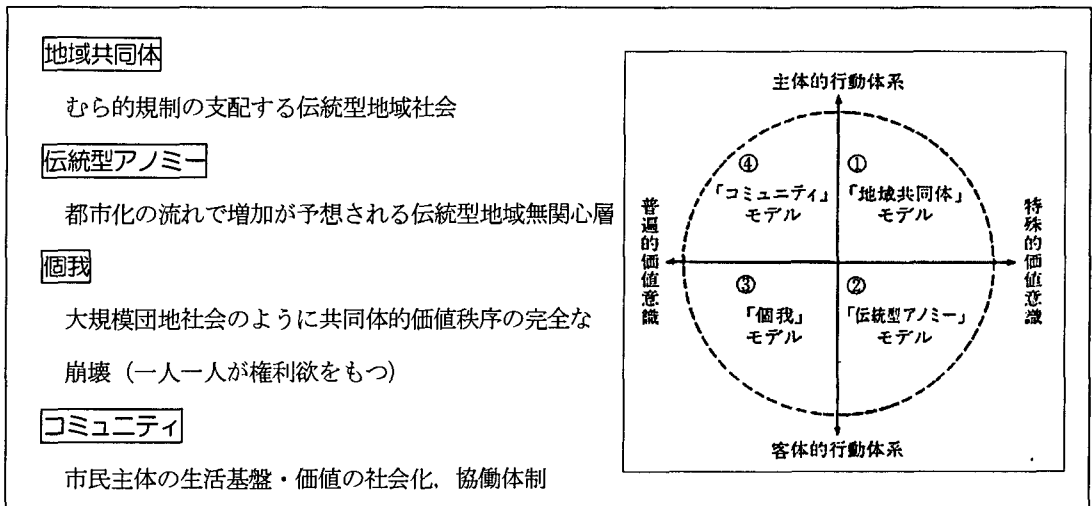 地域共同体
むら的規制の支配する伝統型地域社会
伝統型アノミー
都市化の流れで増加が予想される伝統型地域無関心層
個我
大規模団地社会のように共同体的価値秩序の完全な
崩壊（一人一人が権利欲をもつ）
コミュニティ
市民主体の生活基盤・価値の社会化，協働体制
主体的行動体系
④
「コミュニティ」
モデル
①
「地域共同体」
モデル
普遍的価値意識
特殊的価値意識
③
「個我」
モデル
②
「伝統型アノミー」
モデル
客体的行動体系